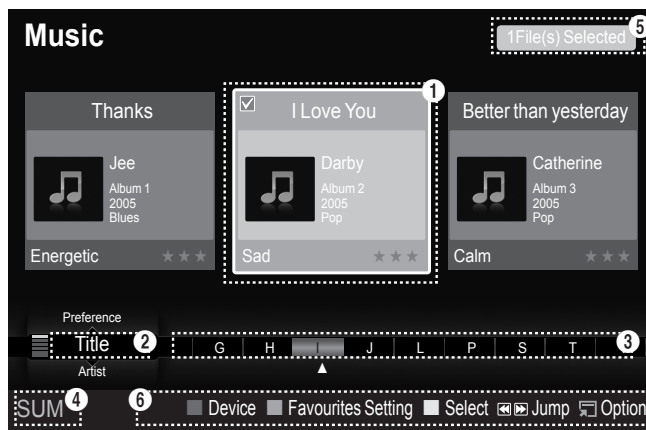 Music
1File(s) Selected
5
1
Thanks
I Love You
Better than yesterday
Jee
Album 1
2005
Blues
Darby
Album 2
2005
Pop
Catherine
Album 3
2005
Pop
Energetic
Sad
Calm
Preference
Title
2
G H I J L P S T
3
Artist
SUM
4
6
Device Favourites Setting Select Jump Option